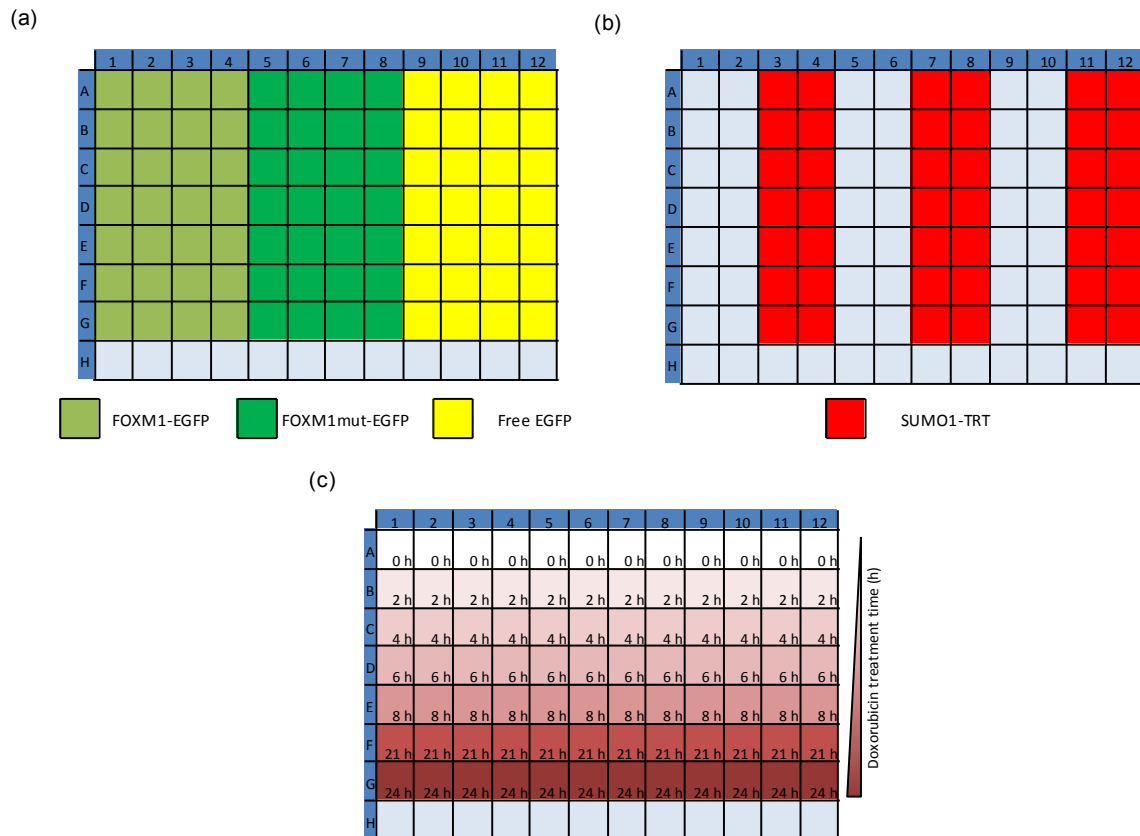 (a)
1 2 3 4 5 6 7 8 9 10 11 12
A
B
C
D
E
F
G
H
FOXM1-EGFP FOXM1mut-EGFP Free EGFP
(b)
1 2 3 4 5 6 7 8 9 10 11 12
A
B
C
D
E
F
G
H
SUMO1-TRT
(c)
1 2 3 4 5 6 7 8 9 10 11 12
A 0 h 0 h 0 h 0 h 0 h 0 h 0 h 0 h 0 h 0 h 0 h 0 h
B 2 h 2 h 2 h 2 h 2 h 2 h 2 h 2 h 2 h 2 h 2 h 2 h
C 4 h 4 h 4 h 4 h 4 h 4 h 4 h 4 h 4 h 4 h 4 h 4 h
D 6 h 6 h 6 h 6 h 6 h 6 h 6 h 6 h 6 h 6 h 6 h 6 h
E 8 h 8 h 8 h 8 h 8 h 8 h 8 h 8 h 8 h 8 h 8 h 8 h
F 21 h 21 h 21 h 21 h 21 h 21 h 21 h 21 h 21 h 21 h 21 h 21 h
G 24 h 24 h 24 h 24 h 24 h 24 h 24 h 24 h 24 h 24 h 24 h 24 h
H
Doxorubicin treatment time (h)